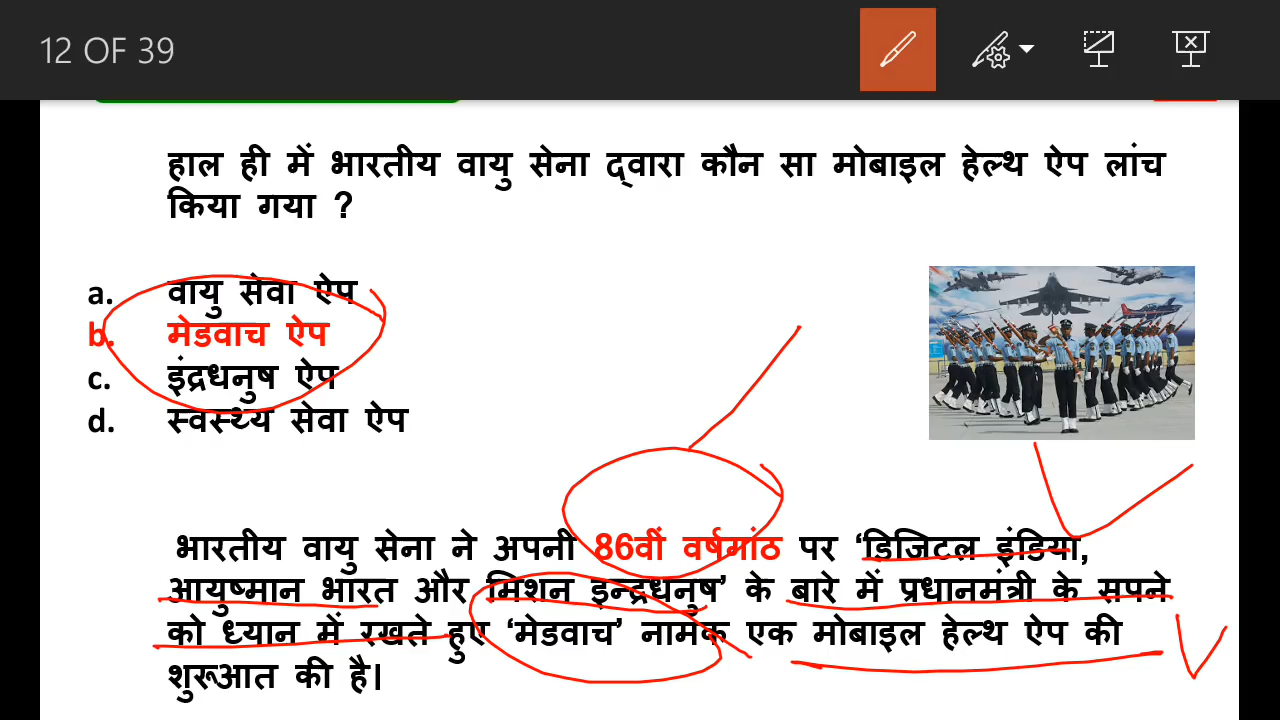 12 OF 39
हाल ही में भारतीय वायु सेना द्वारा कौन सा मोबाइल हेल्थ ऐप लांच
किया गया ?
a. वायु सेवा ऐप
b. मेडवाच ऐप
c. इंद्रधनुष ऐप
d. स्वस्थ्य सेवा ऐप
भारतीय वायु सेना ने अपनी 86वीं वर्षगांठ पर ‘डिजिटल इंडिया,
आयुष्मान भारत और मिशन इन्द्रधनुष’ के बारे में प्रधानमंत्री के सपने
को ध्यान में रखते हुए ‘मेडवाच’ नामक एक मोबाइल हेल्थ ऐप की
शुरूआत की है।